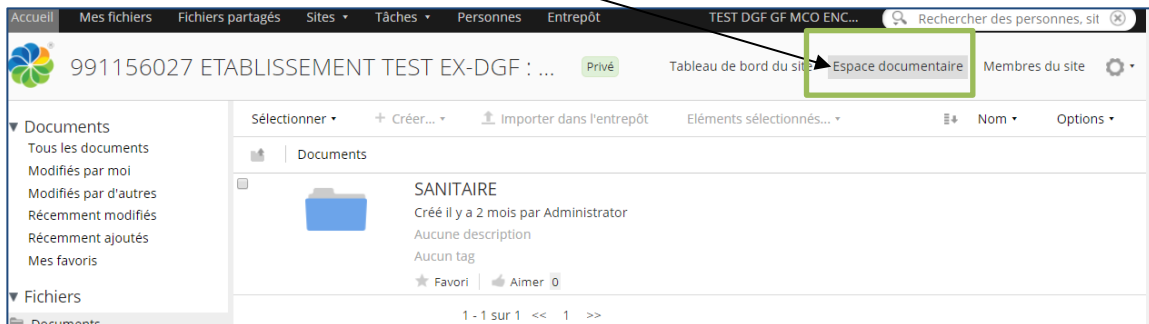 Accueil Mes fichiers Fichiers partagés Sites Tâches Personnes Entrepôt TEST DGF GF MCO ENC... Rechercher des personnes, sit
991156027 ETABLISSEMENT TEST EX-DGF : ... Privé Tableau de bord du site Espace documentaire Membres du site
Documents
Tous les documents
Modifiés par moi
Modifiés par d'autres
Récemment modifiés
Récemment ajoutés
Mes favoris
Fichiers
Documents
Sélectionner + Créer... Importer dans l'entrepôt Eléments sélectionnés... Nom Options
Documents
SANITAIRE
Créé il y a 2 mois par Administrator
Aucune description
Aucun tag
Favori Aimer 0
1 - 1 sur 1 << 1 >>